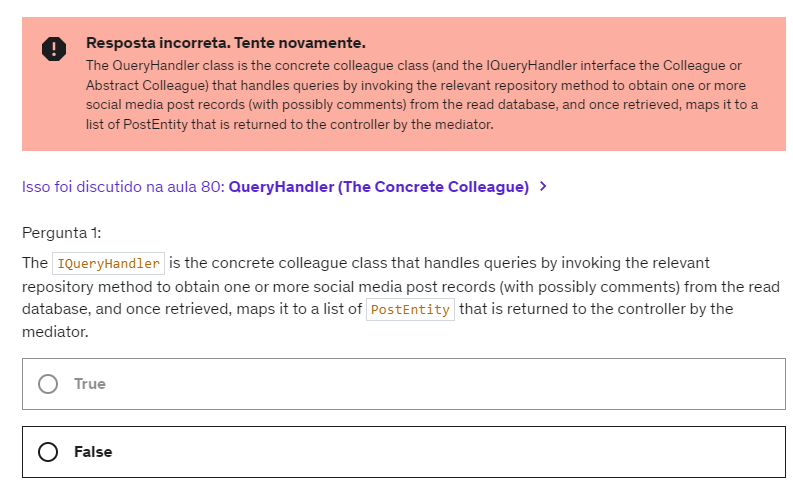 Resposta incorreta. Tente novamente.
The QueryHandler class is the concrete colleague class (and the IQueryHandler interface the Colleague or
Abstract Colleague) that handles queries by invoking the relevant repository method to obtain one or more
social media post records (with possibly comments) from the read database, and once retrieved, maps it to a
list of PostEntity that is returned to the controller by the mediator.
Isso foi discutido na aula 80: QueryHandler (The Concrete Colleague)
Pergunta 1:
The IQueryHandler is the concrete colleague class that handles queries by invoking the relevant
repository method to obtain one or more social media post records (with possibly comments) from the read
database, and once retrieved, maps it to a list of PostEntity that is returned to the controller by the
mediator.
True
False